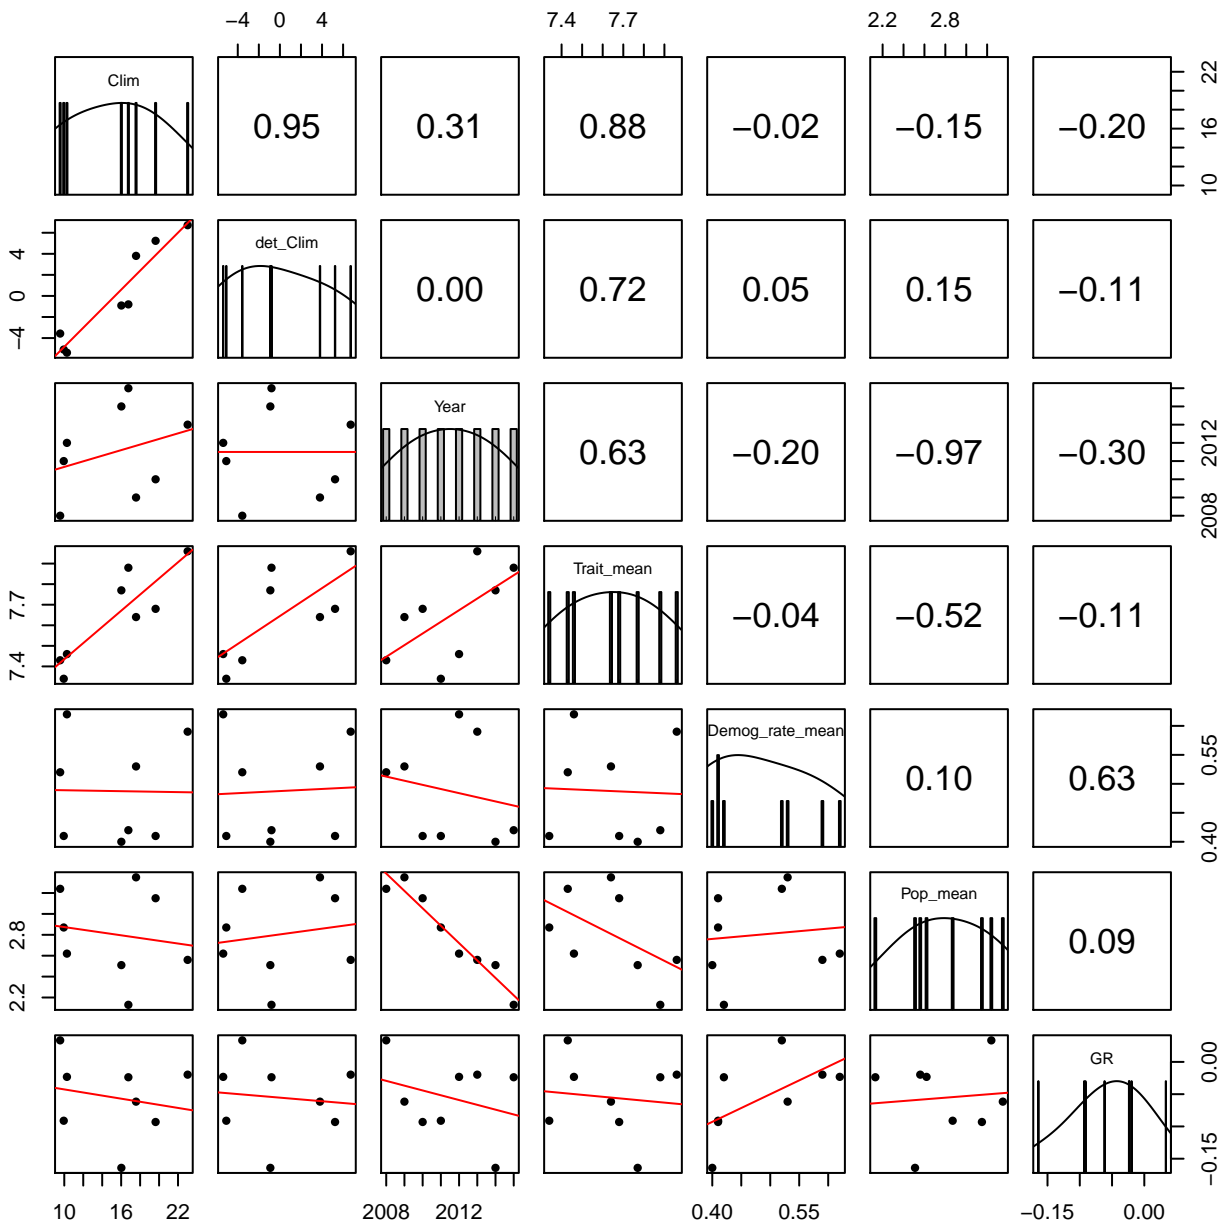 −4 0 4 7.4 7.7 2.2 2.8
Clim 0.95 0.31 0.88 −0.02 −0.15 −0.20 10 16 22
−4 0 4 det_Clim 0.00 0.72 0.05 0.15 −0.11
Year 0.63 −0.20 −0.97 −0.30 2008 2012
7.4 7.7 Trait_mean −0.04 −0.52 −0.11
Demog_rate_mean 0.10 0.63 0.40 0.55
2.2 2.8 Pop_mean 0.09
GR −0.15 0.00
10 16 22 2008 2012 0.40 0.55 −0.15 0.00